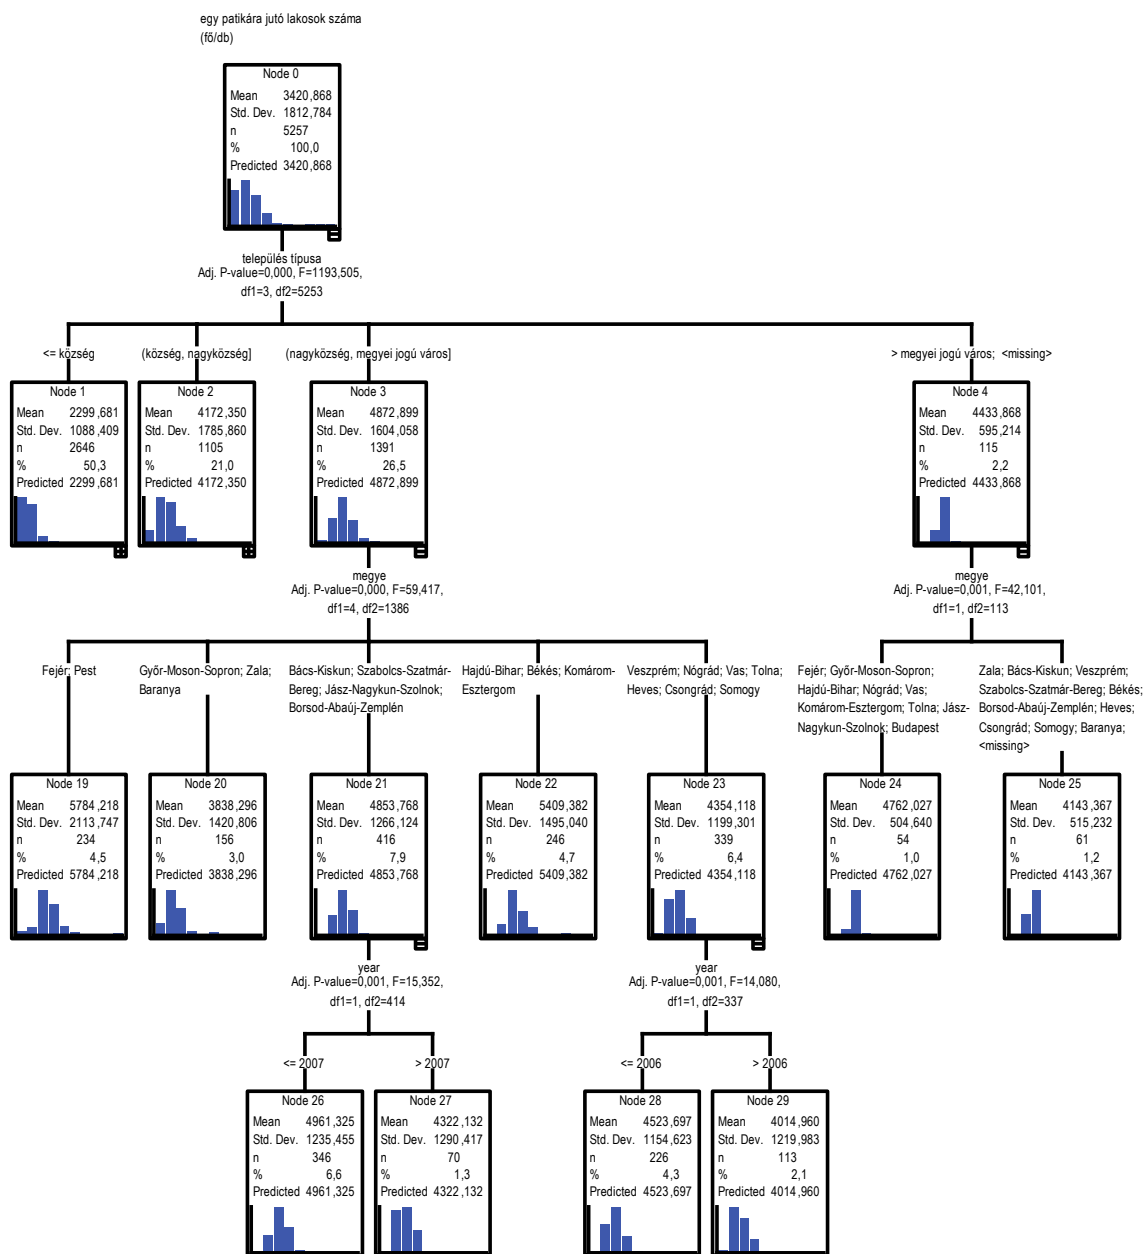 egy patikára jutó lakosok száma
(fő/db)
Node 0
Mean 3420,868
Std. Dev. 1812,784
n 5257
% 100,0
Predicted 3420,868
település típusa
Adj. P-value=0,000, F=1193,505,
df1=3, df2=5253
<= község
(község, nagyközség]
(nagyközség, megyei jogú város]
> megyei jogú város; <missing>
Node 1
Mean 2299,681
Std. Dev. 1088,409
n 2646
% 50,3
Predicted 2299,681
Node 2
Mean 4172,350
Std. Dev. 1785,860
n 1105
% 21,0
Predicted 4172,350
Node 3
Mean 4872,899
Std. Dev. 1604,058
n 1391
% 26,5
Predicted 4872,899
Node 4
Mean 4433,868
Std. Dev. 595,214
n 115
% 2,2
Predicted 4433,868
megye
Adj. P-value=0,000, F=59,417,
df1=4, df2=1386
megye
Adj. P-value=0,001, F=42,101,
df1=1, df2=113
Fejér; Pest
Győr-Moson-Sopron; Zala;
Baranya
Bács-Kiskun; Szabolcs-Szatmár-
Bereg; Jász-Nagykun-Szolnok;
Borsod-Abaúj-Zemplén
Hajdú-Bihar; Békés; Komárom-
Esztergom
Veszprém; Nógrád; Vas; Tolna;
Heves; Csongrád; Somogy
Fejér; Győr-Moson-Sopron;
Hajdú-Bihar; Nógrád; Vas;
Komárom-Esztergom; Tolna; Jász-
Nagykun-Szolnok; Budapest
Zala; Bács-Kiskun; Veszprém;
Szabolcs-Szatmár-Bereg; Békés;
Borsod-Abaúj-Zemplén; Heves;
Csongrád; Somogy; Baranya;
<missing>
Node 19
Mean 5784,218
Std. Dev. 2113,747
n 234
% 4,5
Predicted 5784,218
Node 20
Mean 3838,296
Std. Dev. 1420,806
n 156
% 3,0
Predicted 3838,296
Node 21
Mean 4853,768
Std. Dev. 1266,124
n 416
% 7,9
Predicted 4853,768
Node 22
Mean 5409,382
Std. Dev. 1495,040
n 246
% 4,7
Predicted 5409,382
Node 23
Mean 4354,118
Std. Dev. 1199,301
n 339
% 6,4
Predicted 4354,118
Node 24
Mean 4762,027
Std. Dev. 504,640
n 54
% 1,0
Predicted 4762,027
Node 25
Mean 4143,367
Std. Dev. 515,232
n 61
% 1,2
Predicted 4143,367
year
Adj. P-value=0,001, F=15,352,
df1=1, df2=414
year
Adj. P-value=0,001, F=14,080,
df1=1, df2=337
<= 2007
> 2007
<= 2006
> 2006
Node 26
Mean 4961,325
Std. Dev. 1235,455
n 346
% 6,6
Predicted 4961,325
Node 27
Mean 4322,132
Std. Dev. 1290,417
n 70
% 1,3
Predicted 4322,132
Node 28
Mean 4523,697
Std. Dev. 1154,623
n 226
% 4,3
Predicted 4523,697
Node 29
Mean 4014,960
Std. Dev. 1219,983
n 113
% 2,1
Predicted 4014,960